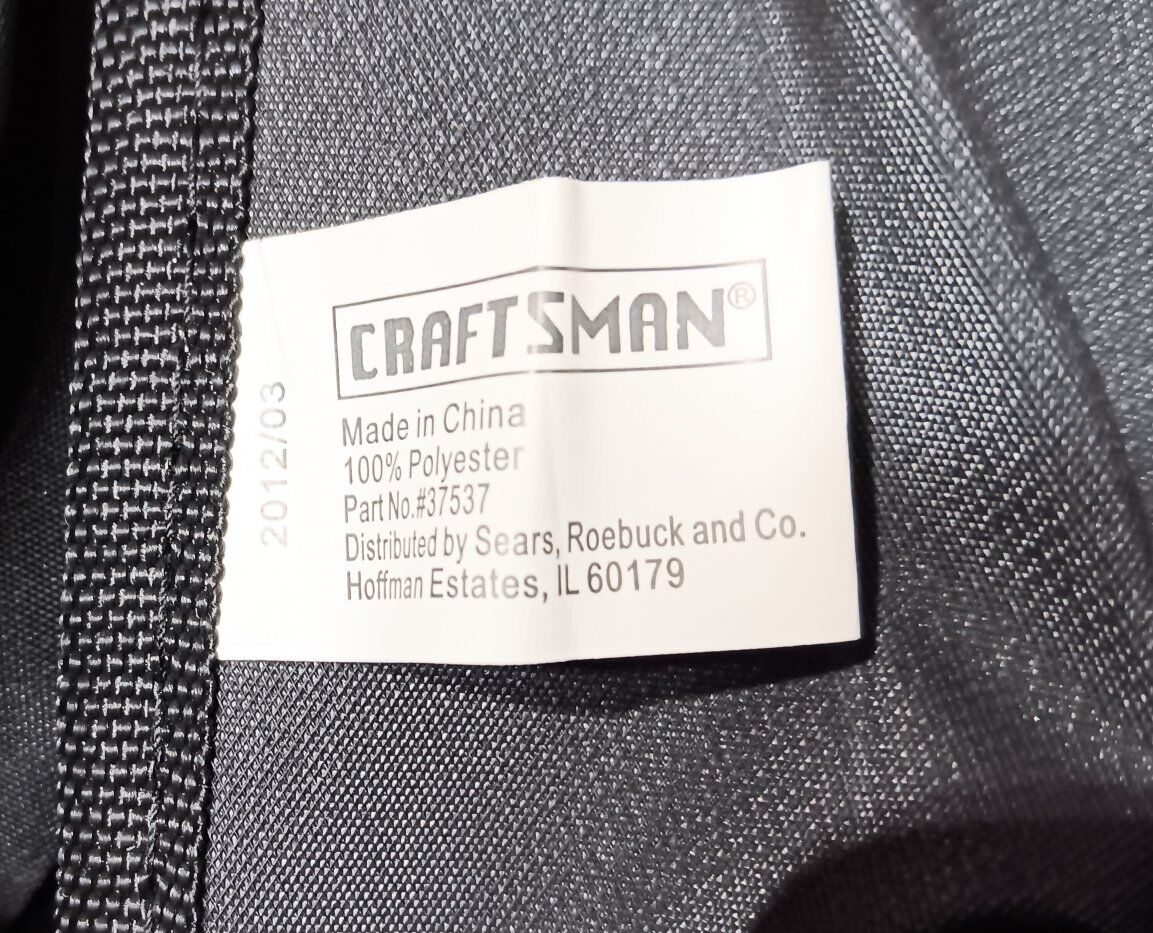 CRAFTSMAN®
Made in China
100% Polyester
Part No.#37537
Distributed by Sears, Roebuck and Co.
Hoffman Estates, IL 60179
2012/03